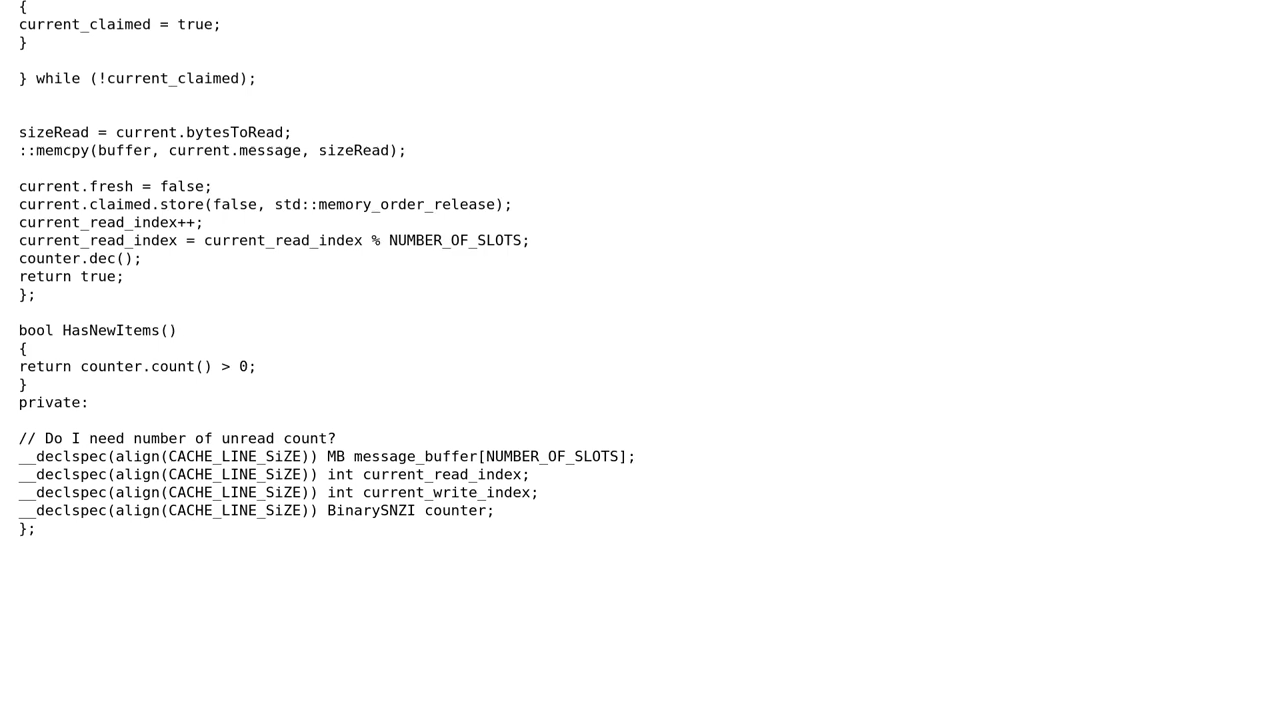 {
current_claimed = true;
}
} while (!current_claimed);
sizeRead = current.bytesToRead;
::memcpy(buffer, current.message, sizeRead);
current.fresh = false;
current.claimed.store(false, std::memory_order_release);
current_read_index++;
current_read_index = current_read_index % NUMBER_OF_SLOTS;
counter.dec();
return true;
};
bool HasNewItems()
{
return counter.count() > 0;
}
private:
// Do I need number of unread count?
__declspec(align(CACHE_LINE_SiZE)) MB message_buffer[NUMBER_OF_SLOTS];
__declspec(align(CACHE_LINE_SiZE)) int current_read_index;
__declspec(align(CACHE_LINE_SiZE)) int current_write_index;
__declspec(align(CACHE_LINE_SiZE)) BinarySNZI counter;
};